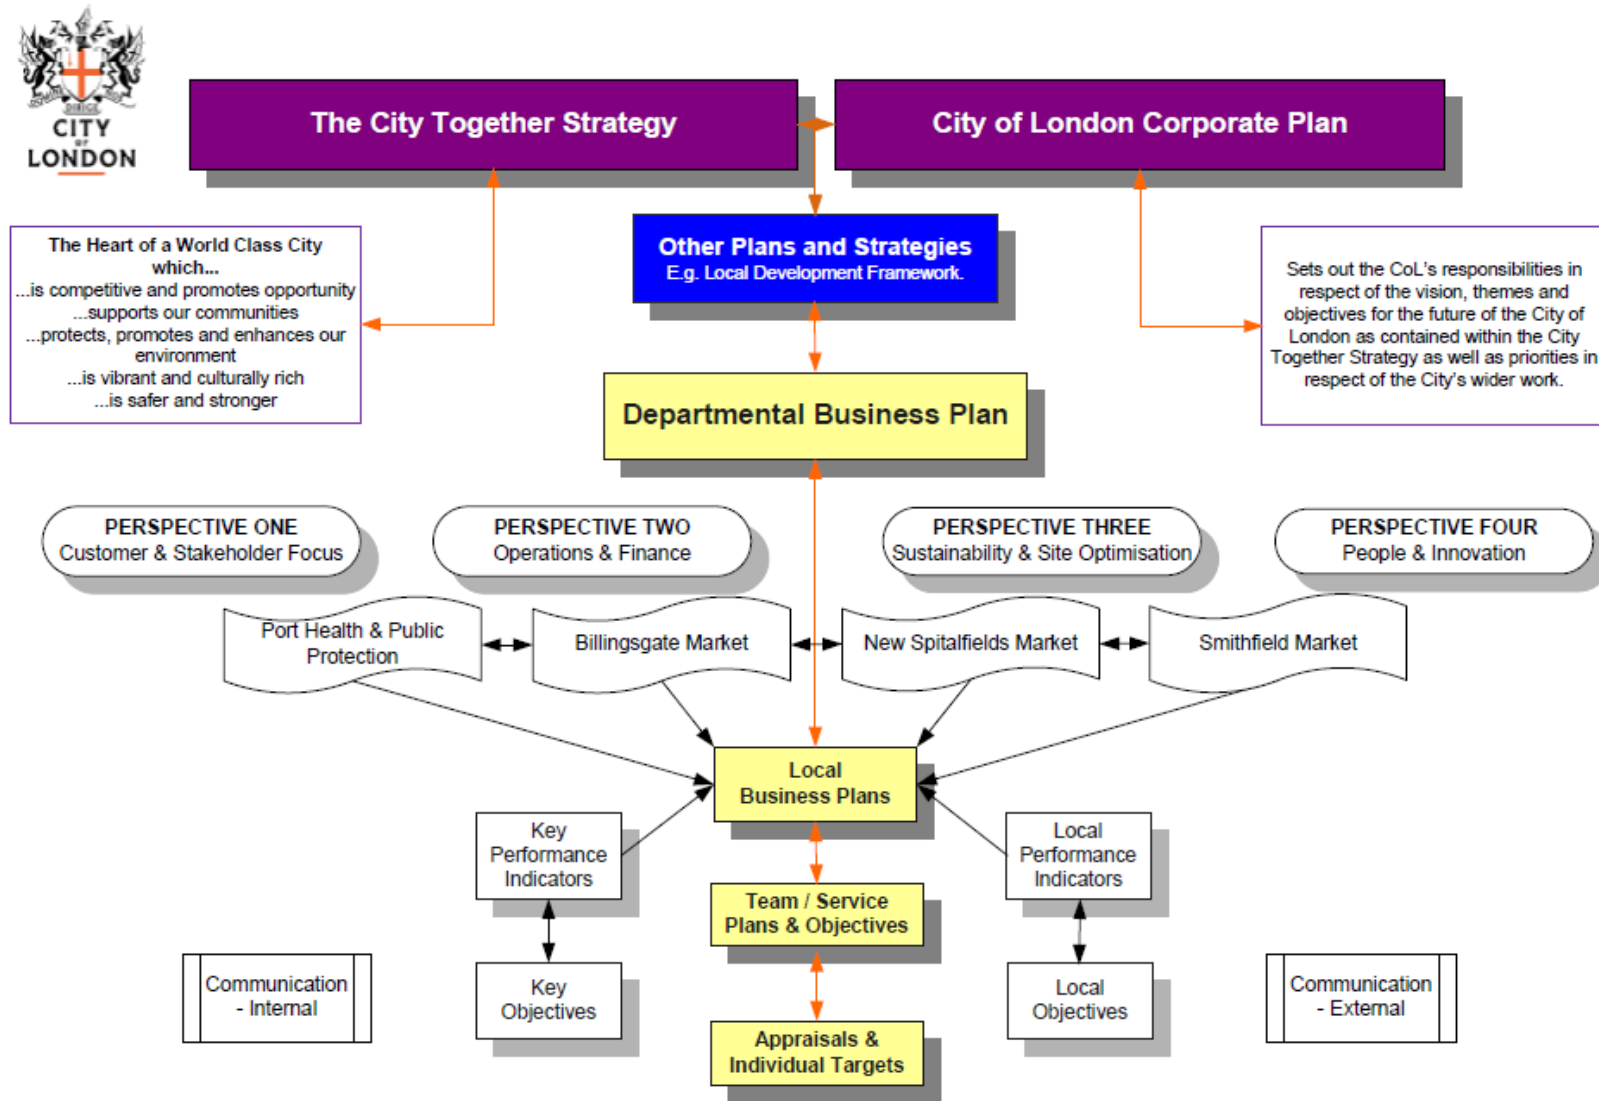 DOMINE NOS
DIRIGE
CITY
OF
LONDON
The City Together Strategy
City of London Corporate Plan
Other Plans and Strategies
E.g. Local Development Framework.
The Heart of a World Class City
which...
...is competitive and promotes opportunity
...supports our communities
...protects, promotes and enhances our
environment
...is vibrant and culturally rich
...is safer and stronger
Sets out the CoL's responsibilities in
respect of the vision, themes and
objectives for the future of the City of
London as contained within the City
Together Strategy as well as priorities in
respect of the City's wider work.
Departmental Business Plan
PERSPECTIVE ONE
Customer & Stakeholder Focus
PERSPECTIVE TWO
Operations & Finance
PERSPECTIVE THREE
Sustainability & Site Optimisation
PERSPECTIVE FOUR
People & Innovation
Port Health & Public
Protection
Billingsgate Market
New Spitalfields Market
Smithfield Market
Local
Business Plans
Key
Performance
Indicators
Local
Performance
Indicators
Team / Service
Plans & Objectives
Communication
- Internal
Key
Objectives
Local
Objectives
Communication
- External
Appraisals &
Individual Targets